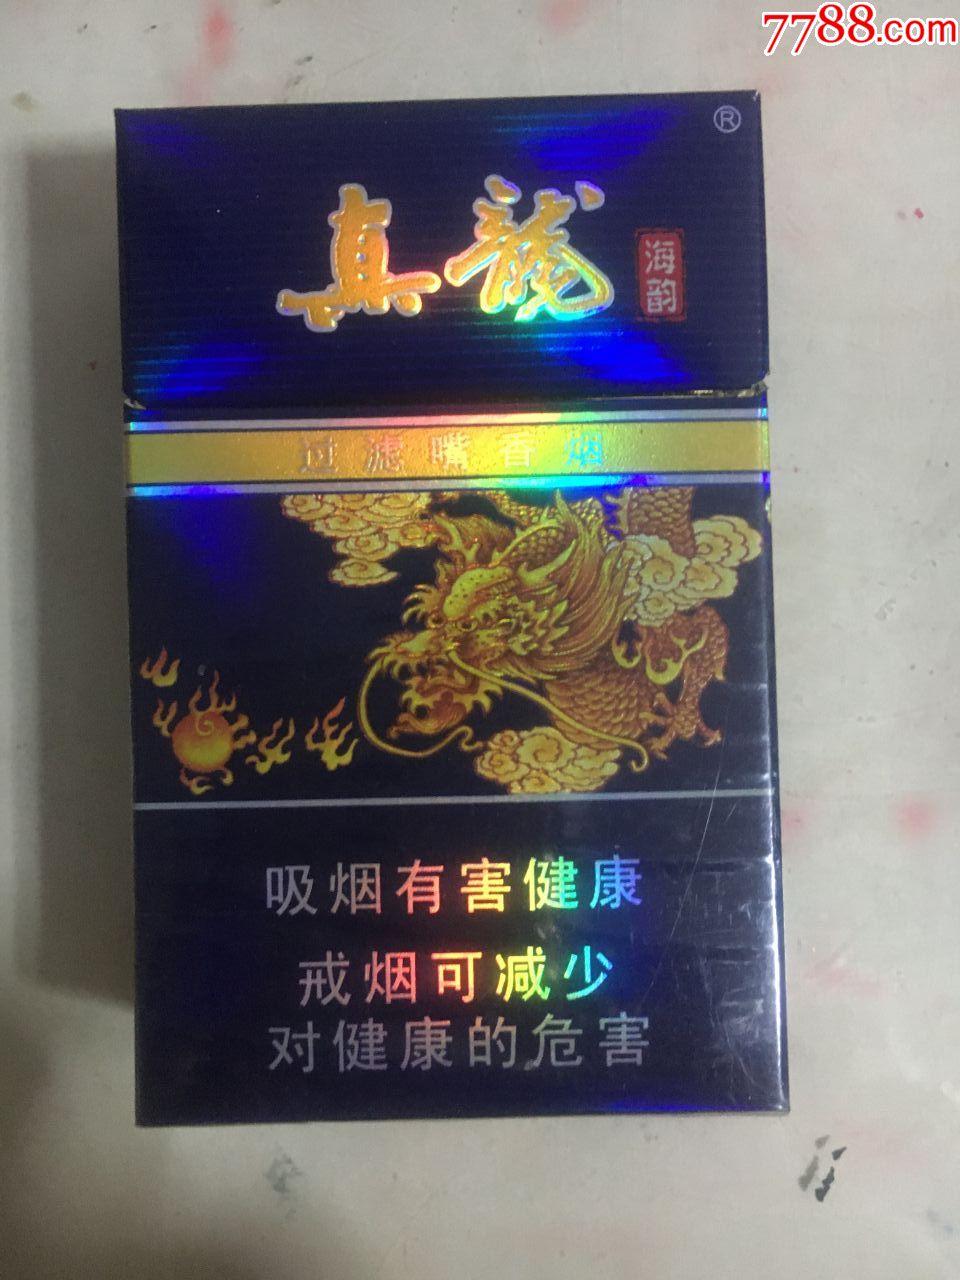 7788.com
®
真龍
海韵
过滤嘴香烟
吸烟有害健康
戒烟可减少
对健康的危害